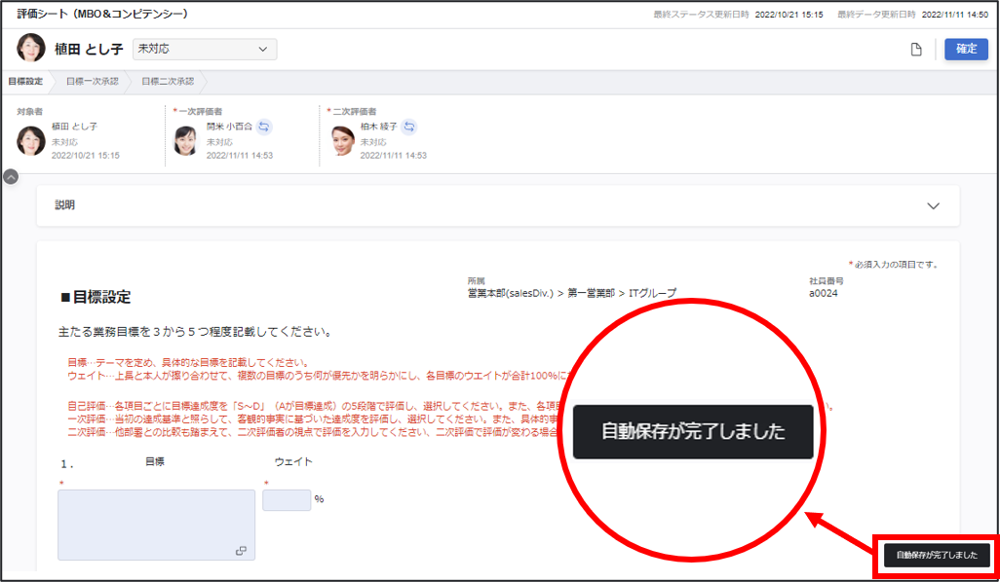 評価シート（MBO＆コンピテンシー）
最終ステータス更新日時 2022/10/21 15:15 最終データ更新日時 2022/11/11 14:50
植田 とし子 未対応
確定
目標設定 目標一次承認 目標二次承認
対象者
植田 とし子
未対応
2022/10/21 15:15
*一次評価者
間米 小百合
未対応
2022/11/11 14:53
*二次評価者
柏木 綾子
未対応
2022/11/11 14:53
説明
*必須入力の項目です。
所属
営業本部(salesDiv.) > 第一営業部 > ITグループ
社員番号
a0024
■目標設定
主たる業務目標を３から５つ程度記載してください。
目標…テーマを定め、具体的な目標を記載してください。
ウェイト…上長と本人が擦り合わせて、複数の目標のうち何が優先かを明らかにし、各目標のウエイトが合計100%に
自己評価…各項目ごとに目標達成度を「S～D」（Aが目標達成）の5段階で評価し、選択してください。また、各項目
一次評価…当初の達成基準と照らして、客観的事実に基づいた達成度を評価し、選択してください。また、具体的事
二次評価…他部署との比較も踏まえて、二次評価者の視点で評価を入力してください、二次評価で評価が変わる場合
い。
1． 目標 ウェイト
* *
%
自動保存が完了しました
自動保存が完了しました